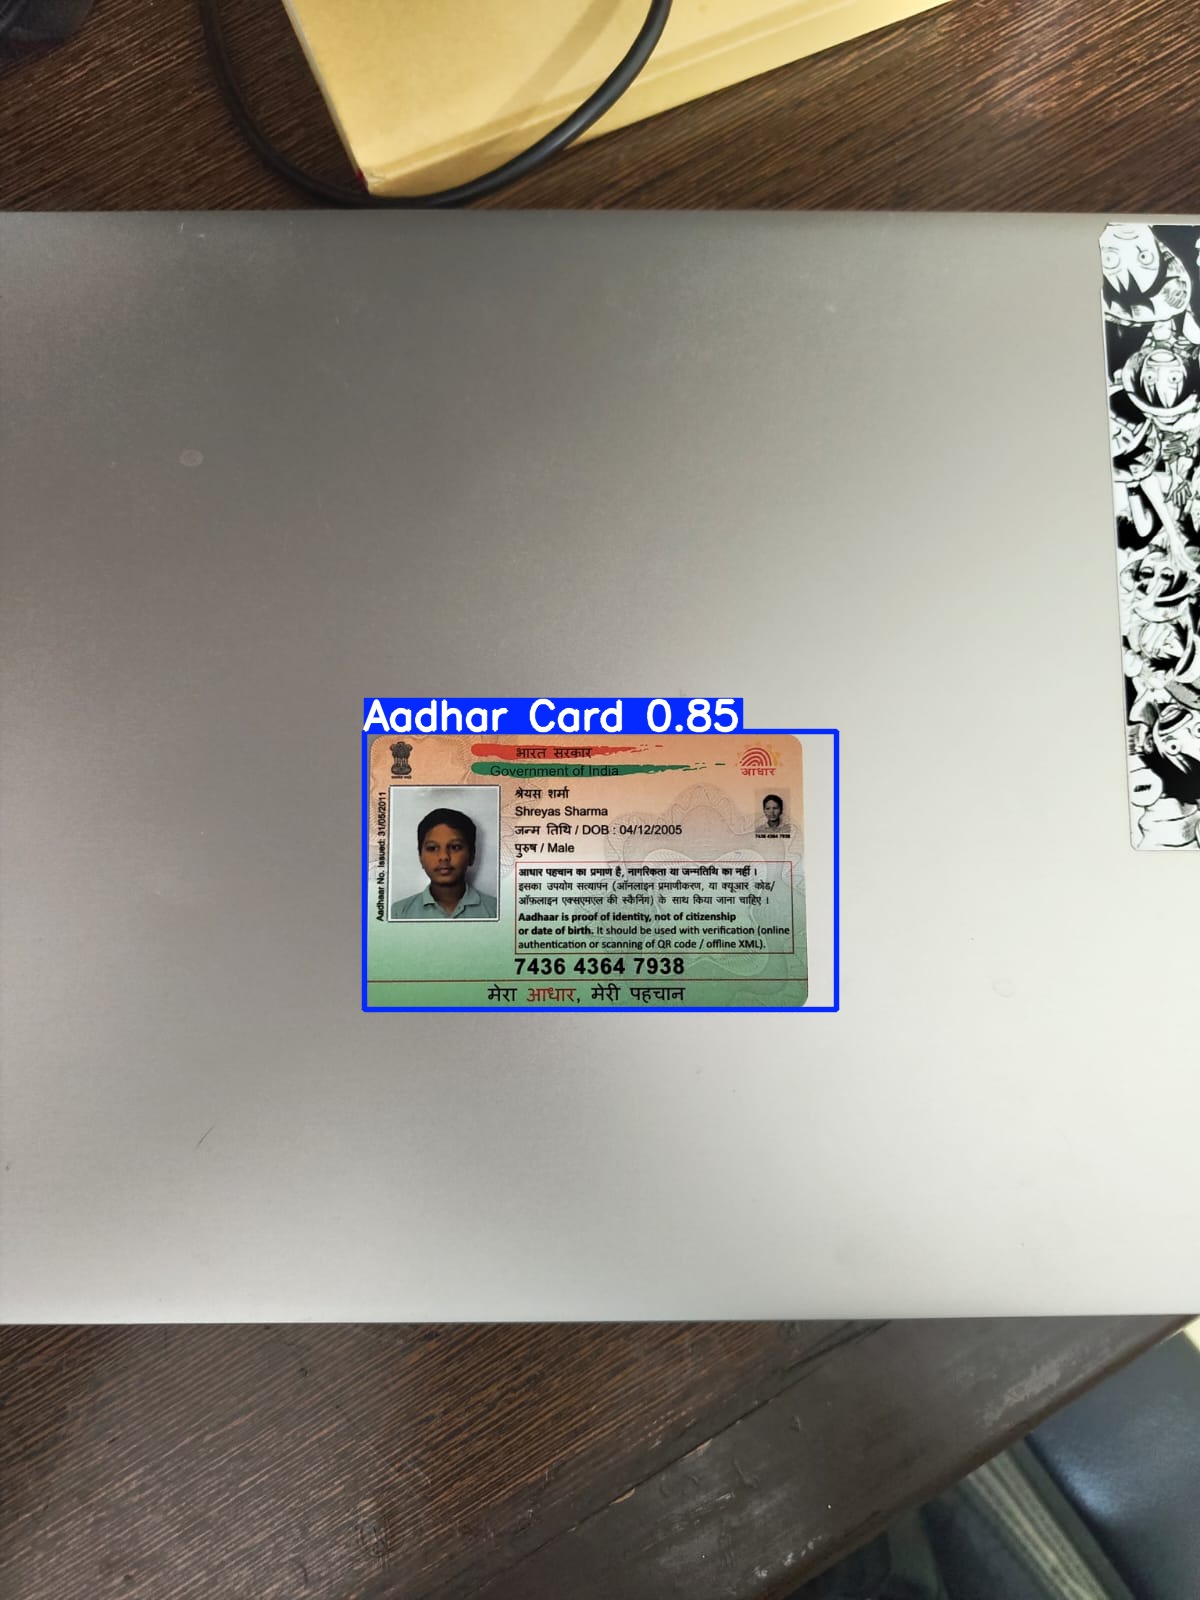 Aadhar Card 0.85
भारत सरकार
Government of India
आधार
Aadhaar No. Issued: 31/05/2011
श्रेयस शर्मा
Shreyas Sharma
जन्म तिथि / DOB : 04/12/2005
पुरुष / Male
7436 4364 7938
आधार पहचान का प्रमाण है, नागरिकता या जन्मतिथि का नहीं ।
इसका उपयोग सत्यापन (ऑनलाइन प्रमाणीकरण, या क्यूआर कोड/
ऑफ़लाइन एक्सएमएल की स्कैनिंग) के साथ किया जाना चाहिए ।
Aadhaar is proof of identity, not of citizenship
or date of birth. It should be used with verification (online
authentication or scanning of QR code / offline XML).
7436 4364 7938
मेरा आधार, मेरी पहचान